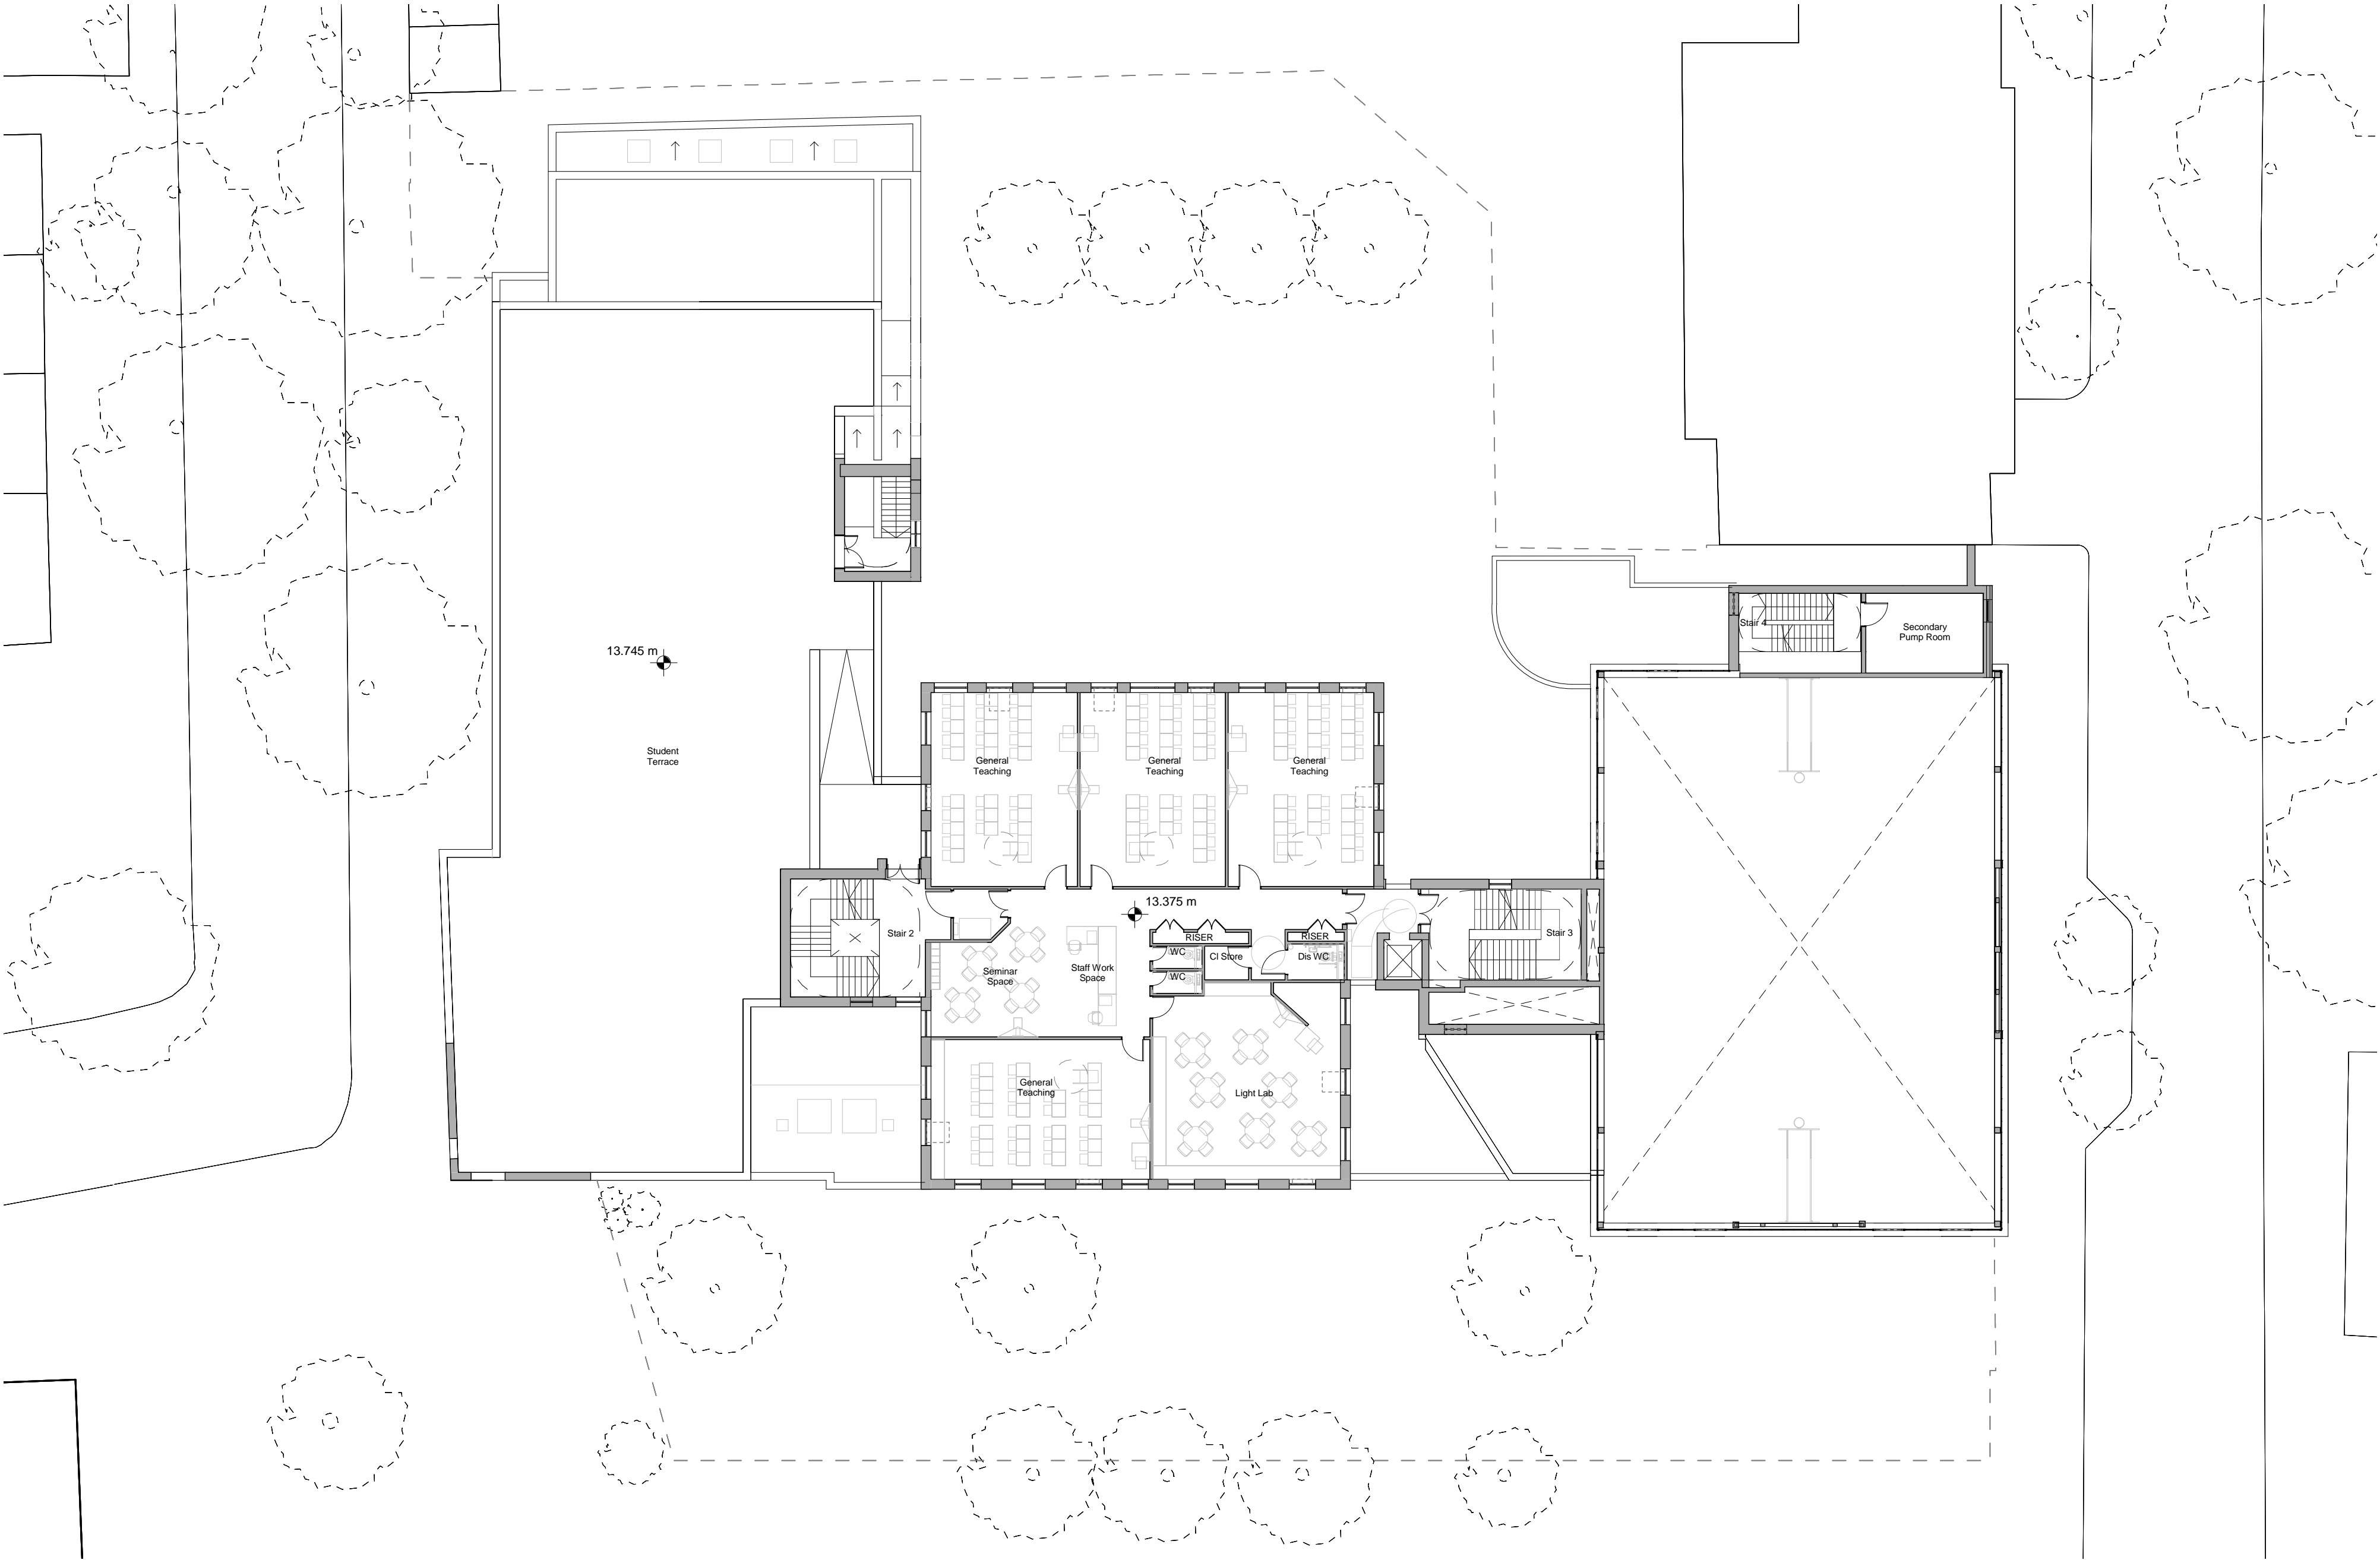 Stair 4
Secondary
Pump Room
13.745 m
Student
Terrace
General
Teaching
General
Teaching
General
Teaching
13.375 m
Stair 2
RISER
RISER
Stair 3
WC
Cl Store
Dis WC
Seminar
Space
Staff Work
Space
WC
General
Teaching
Light Lab